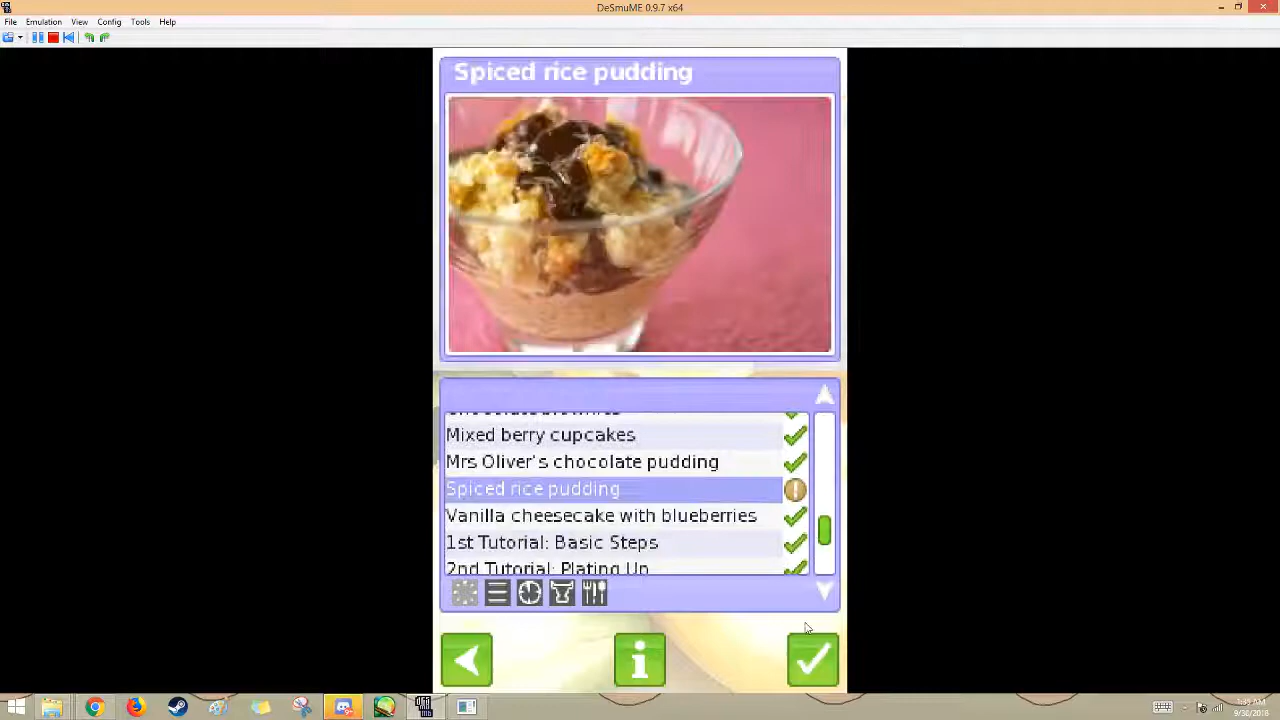 DeSmuME 0.9.7 x64
File Emulation View Config Tools Help
Spiced rice pudding
Mixed berry cupcakes
Mrs Oliver's chocolate pudding
Spiced rice pudding
Vanilla cheesecake with blueberries
1st Tutorial: Basic Steps
2nd Tutorial: Plating Up